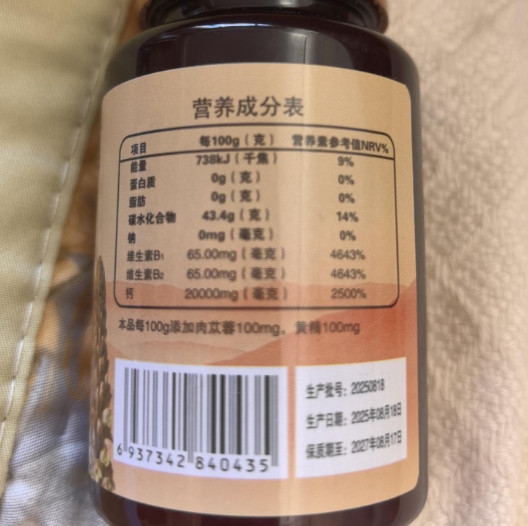 营养成分表
项目 每100g（克） 营养素参考值NRV%
能量 738kJ（千焦） 9%
蛋白质 0g（克） 0%
脂肪 0g（克） 0%
碳水化合物 43.4g（克） 14%
钠 0mg（毫克） 0%
维生素B₁ 65.00mg（毫克） 4643%
维生素B₂ 65.00mg（毫克） 4643%
钙 20000mg（毫克） 2500%
本品每100g添加肉苁蓉100mg，黄精100mg
生产批号：20250818
生产日期：2025年08月18日
保质期至：2027年08月17日
6 937342 840435